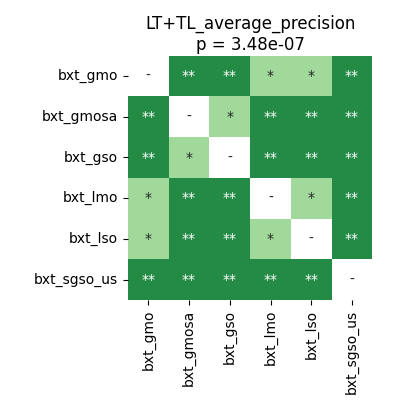 LT+TL_average_precision
p = 3.48e-07
bxt_gmo - ** ** * * **
bxt_gmosa ** - * ** ** **
bxt_gso ** * - ** ** **
bxt_lmo * ** ** - * **
bxt_lso * ** ** * - **
bxt_sgso_us ** ** ** ** ** -
bxt_gmo bxt_gmosa bxt_gso bxt_lmo bxt_lso bxt_sgso_us